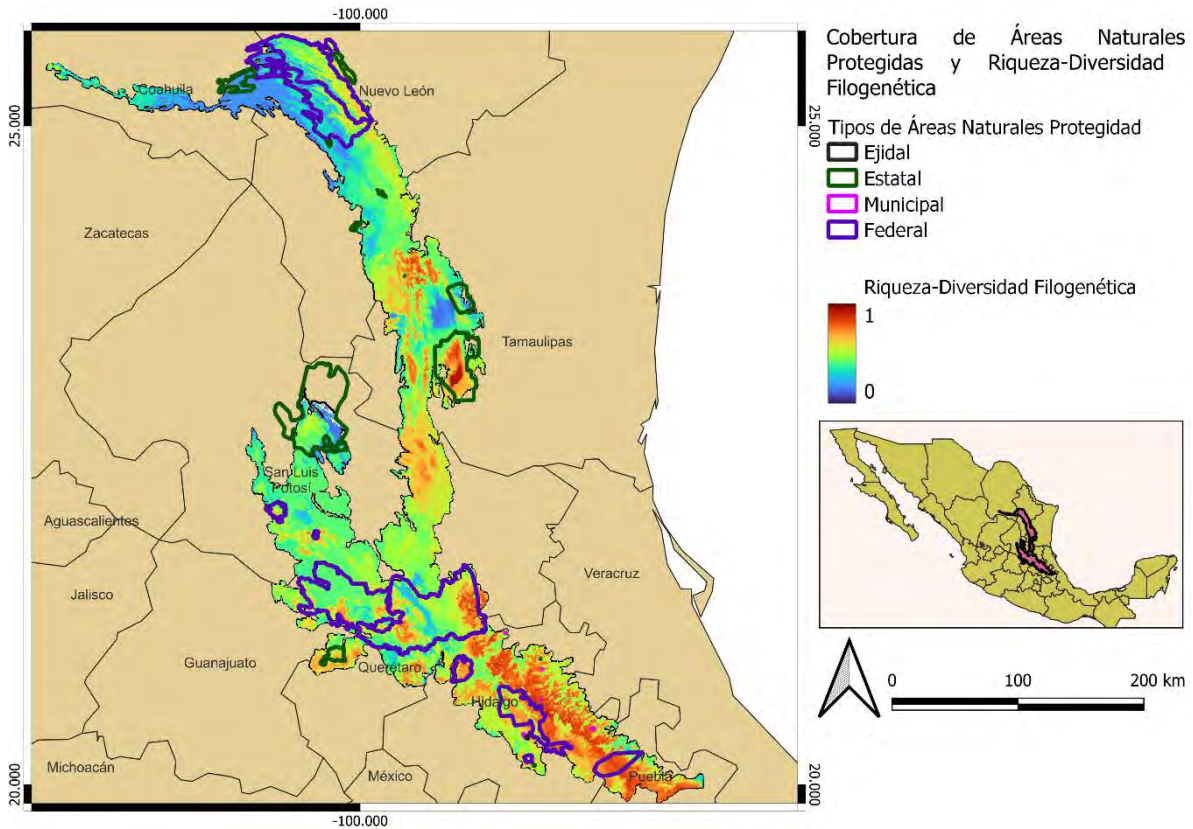 -100.000
Cobertura de Áreas Naturales
Protegidas y Riqueza-Diversidad
Filogenética
Tipos de Áreas Naturales Protegidad
Ejidal
Estatal
Municipal
Federal
Riqueza-Diversidad Filogenética
1
0
25.000
25.000
Coahuila
Nuevo León
Zacatecas
Tamaulipas
San Luis
Potosí
Aguascalientes
Veracruz
Jalisco
Guanajuato
Querétaro
Hidalgo
Michoacán
México
Puebla
20.000
20.000
-100.000
0 100 200 km